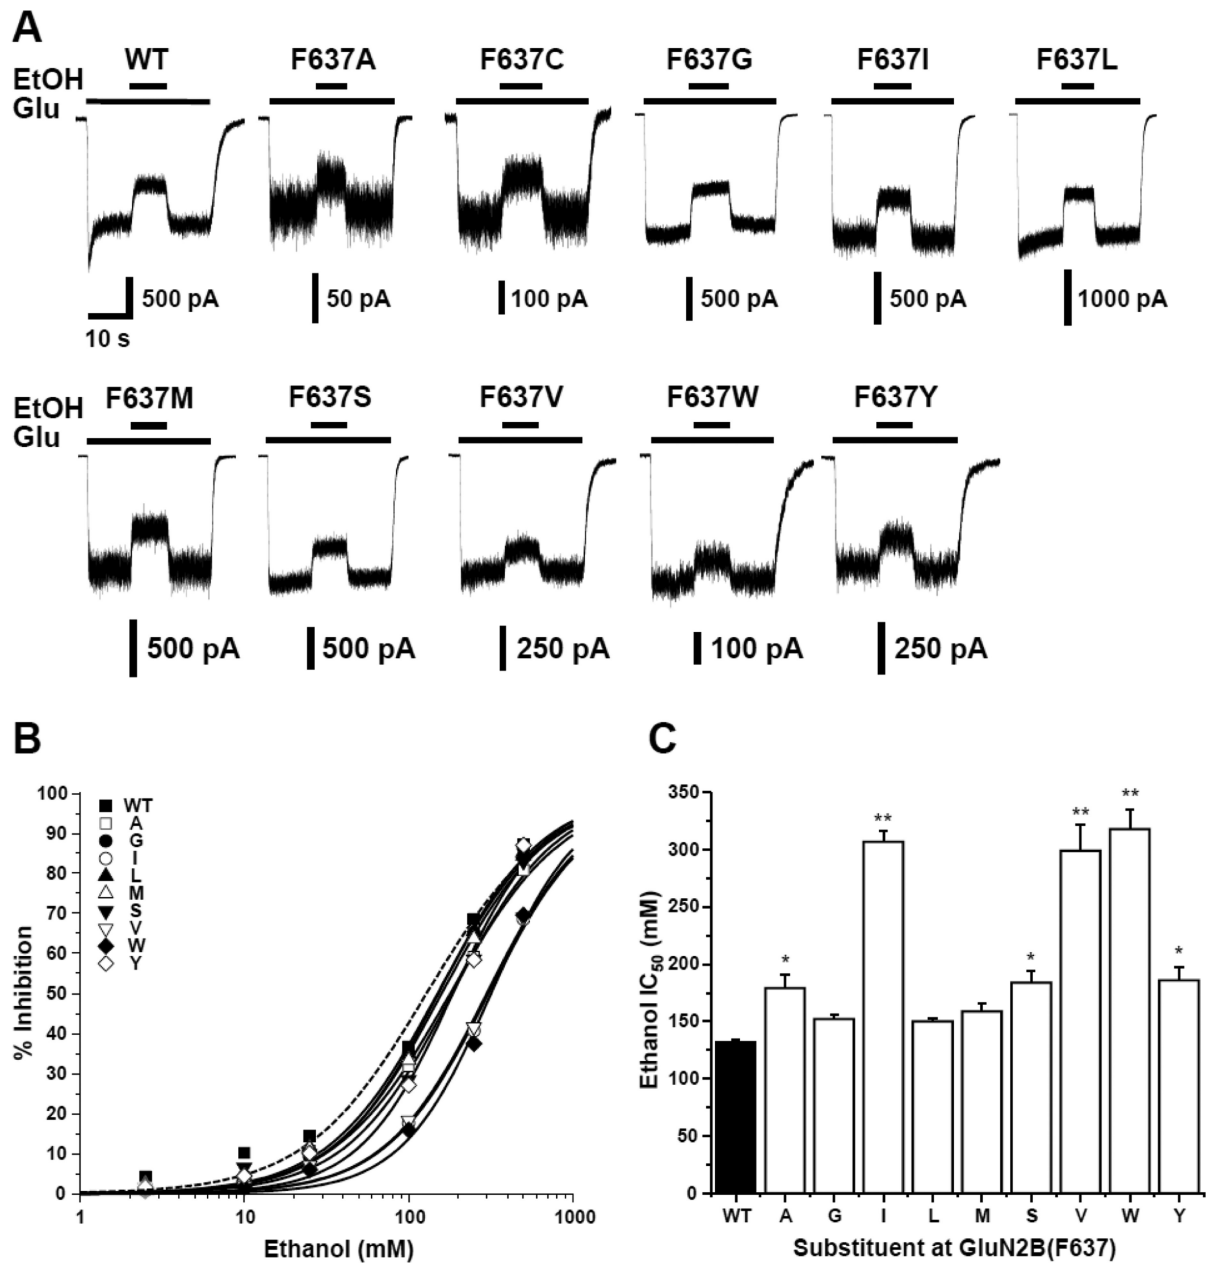 A
WT F637A F637C F637G F637I F637L
EtOH
Glu
500 pA 50 pA 100 pA 500 pA 500 pA 1000 pA
10 s
F637M F637S F637V F637W F637Y
EtOH
Glu
500 pA 500 pA 250 pA 100 pA 250 pA
B
% Inhibition
100
90
80
70
60
50
40
30
20
10
0
WT
A
G
I
L
M
S
V
W
Y
1 10 100 1000
Ethanol (mM)
C
Ethanol IC50 (mM)
350
300
250
200
150
100
50
0
* ** * ** ** *
WT A G I L M S V W Y
Substituent at GluN2B(F637)